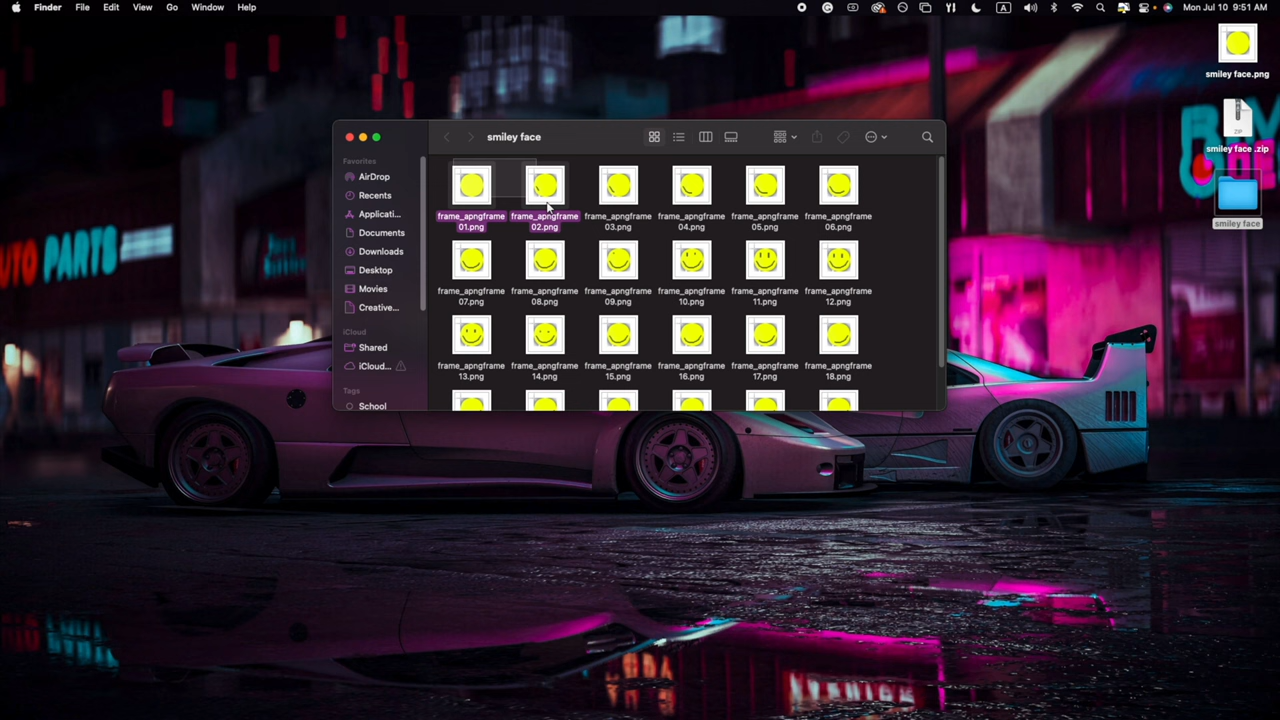 Finder File Edit View Go Window Help
A
Mon Jul 10 9:51 AM
smiley face.png
ZIP
smiley face .zip
smiley face
smiley face
Favorites
AirDrop
Recents
Applicati...
Documents
Downloads
Desktop
Movies
Creative...
iCloud
Shared
iCloud...
Tags
School
frame_apngframe frame_apngframe frame_apngframe frame_apngframe frame_apngframe frame_apngframe
01.png 02.png 03.png 04.png 05.png 06.png
frame_apngframe frame_apngframe frame_apngframe frame_apngframe frame_apngframe frame_apngframe
07.png 08.png 09.png 10.png 11.png 12.png
frame_apngframe frame_apngframe frame_apngframe frame_apngframe frame_apngframe frame_apngframe
13.png 14.png 15.png 16.png 17.png 18.png
UTO PARTS